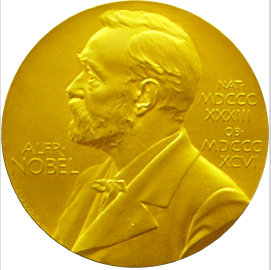 ALFR·
NOBEL
NAT·
MDCCC
XXXIII
OB·
MDCCC
XCVI